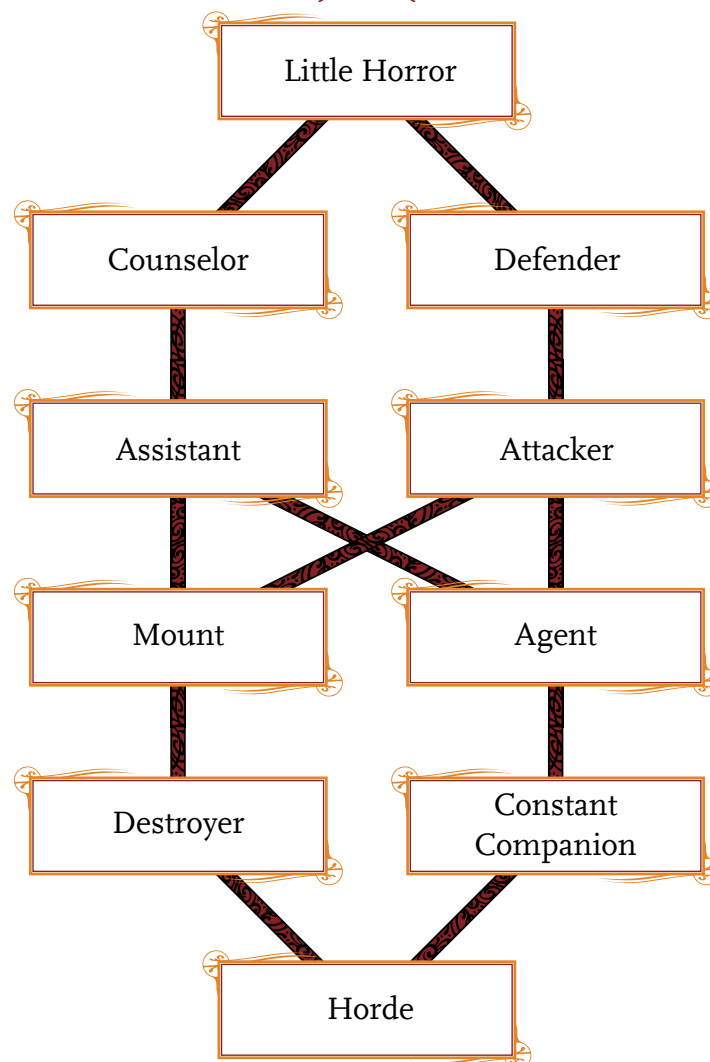 Little Horror
Counselor
Defender
Assistant
Attacker
Mount
Agent
Destroyer
Constant
Companion
Horde